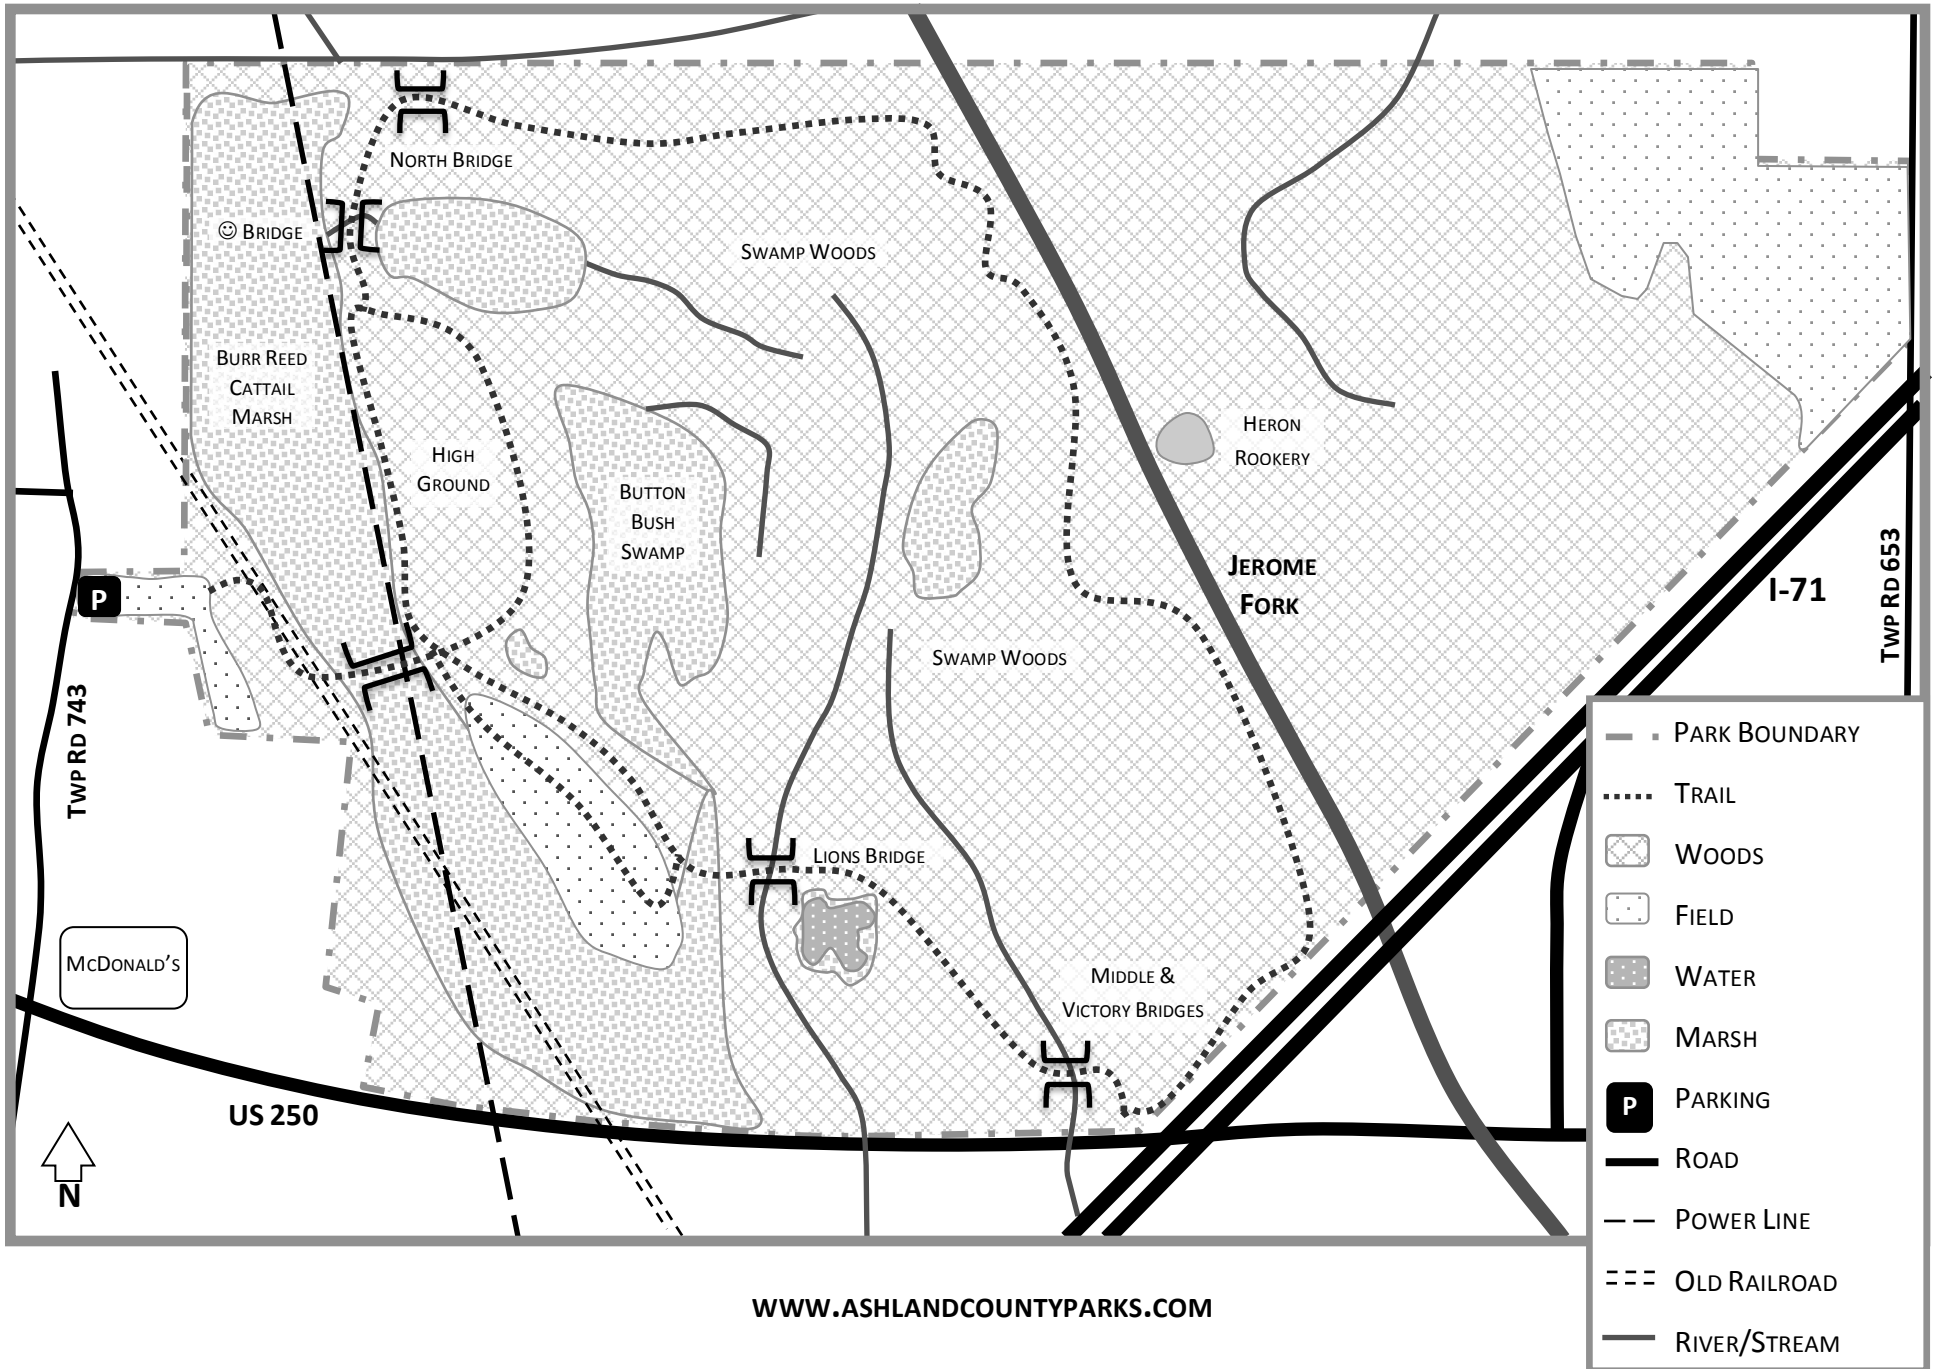 NORTH BRIDGE
☺ BRIDGE
SWAMP WOODS
BURR REED
CATTAIL
MARSH
HIGH
GROUND
BUTTON
BUSH
SWAMP
HERON
ROOKERY
JEROME
FORK
I-71
TWP RD 653
P
SWAMP WOODS
TWP RD 743
LIONS BRIDGE
MCDONALD'S
MIDDLE &
VICTORY BRIDGES
US 250
N
PARK BOUNDARY
TRAIL
WOODS
FIELD
WATER
MARSH
P PARKING
ROAD
POWER LINE
OLD RAILROAD
RIVER/STREAM
WWW.ASHLANDCOUNTYPARKS.COM